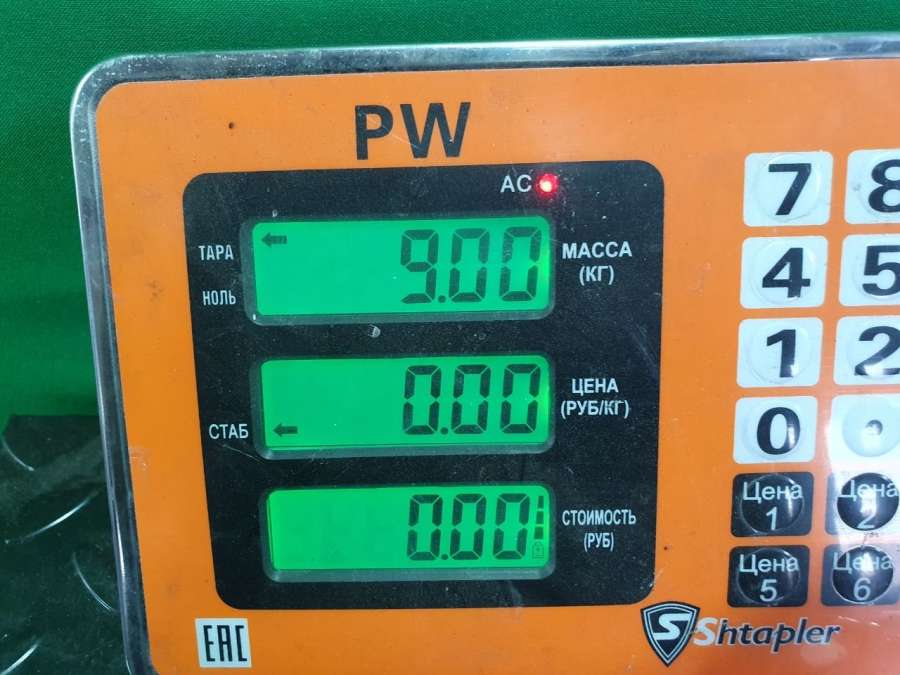 PW
AC
ТАРА
НОЛЬ
9.00
МАССА
(КГ)
СТАБ
0.00
ЦЕНА
(РУБ/КГ)
0.00
СТОИМОСТЬ
(РУБ)
7 8
4 5
1 2
0 .
Цена
1
Цена
2
Цена
5
Цена
6
EAC
S Shtapler